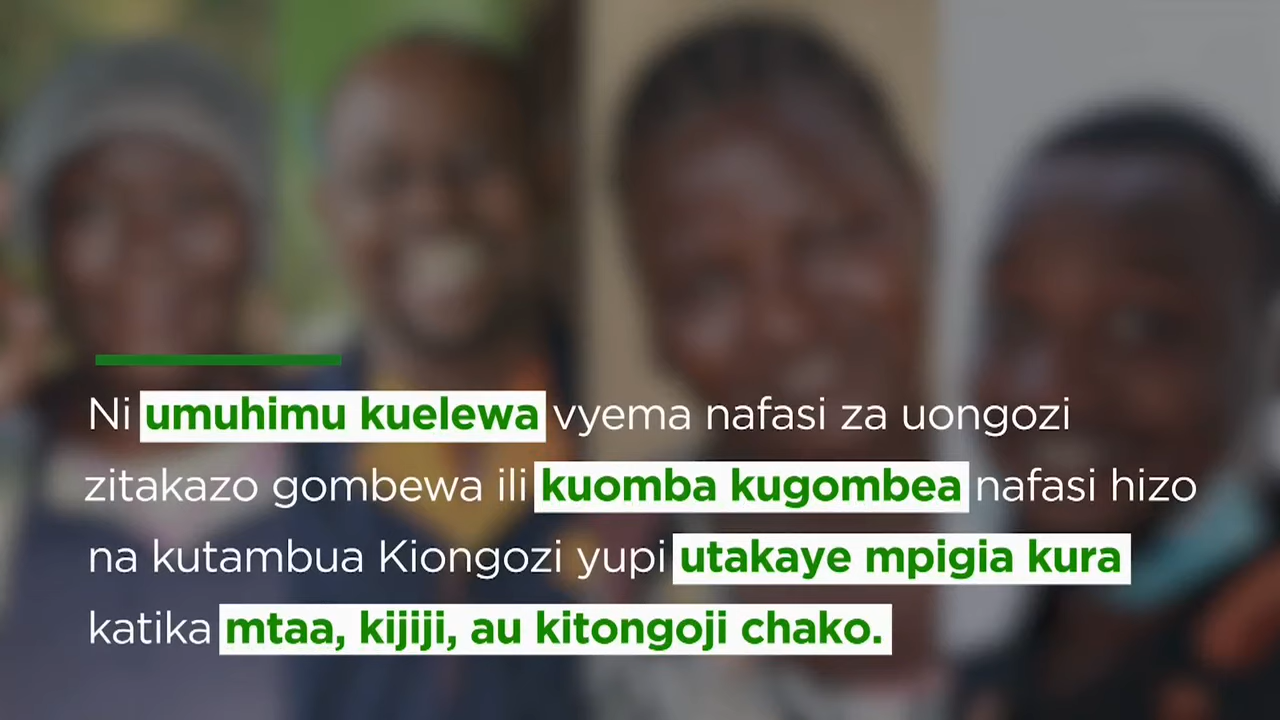 Ni umuhimu kuelewa vyema nafasi za uongozi
zitakazo gombewa ili kuomba kugombea nafasi hizo
na kutambua Kiongozi yupi utakaye mpigia kura
katika mtaa, kijiji, au kitongoji chako.